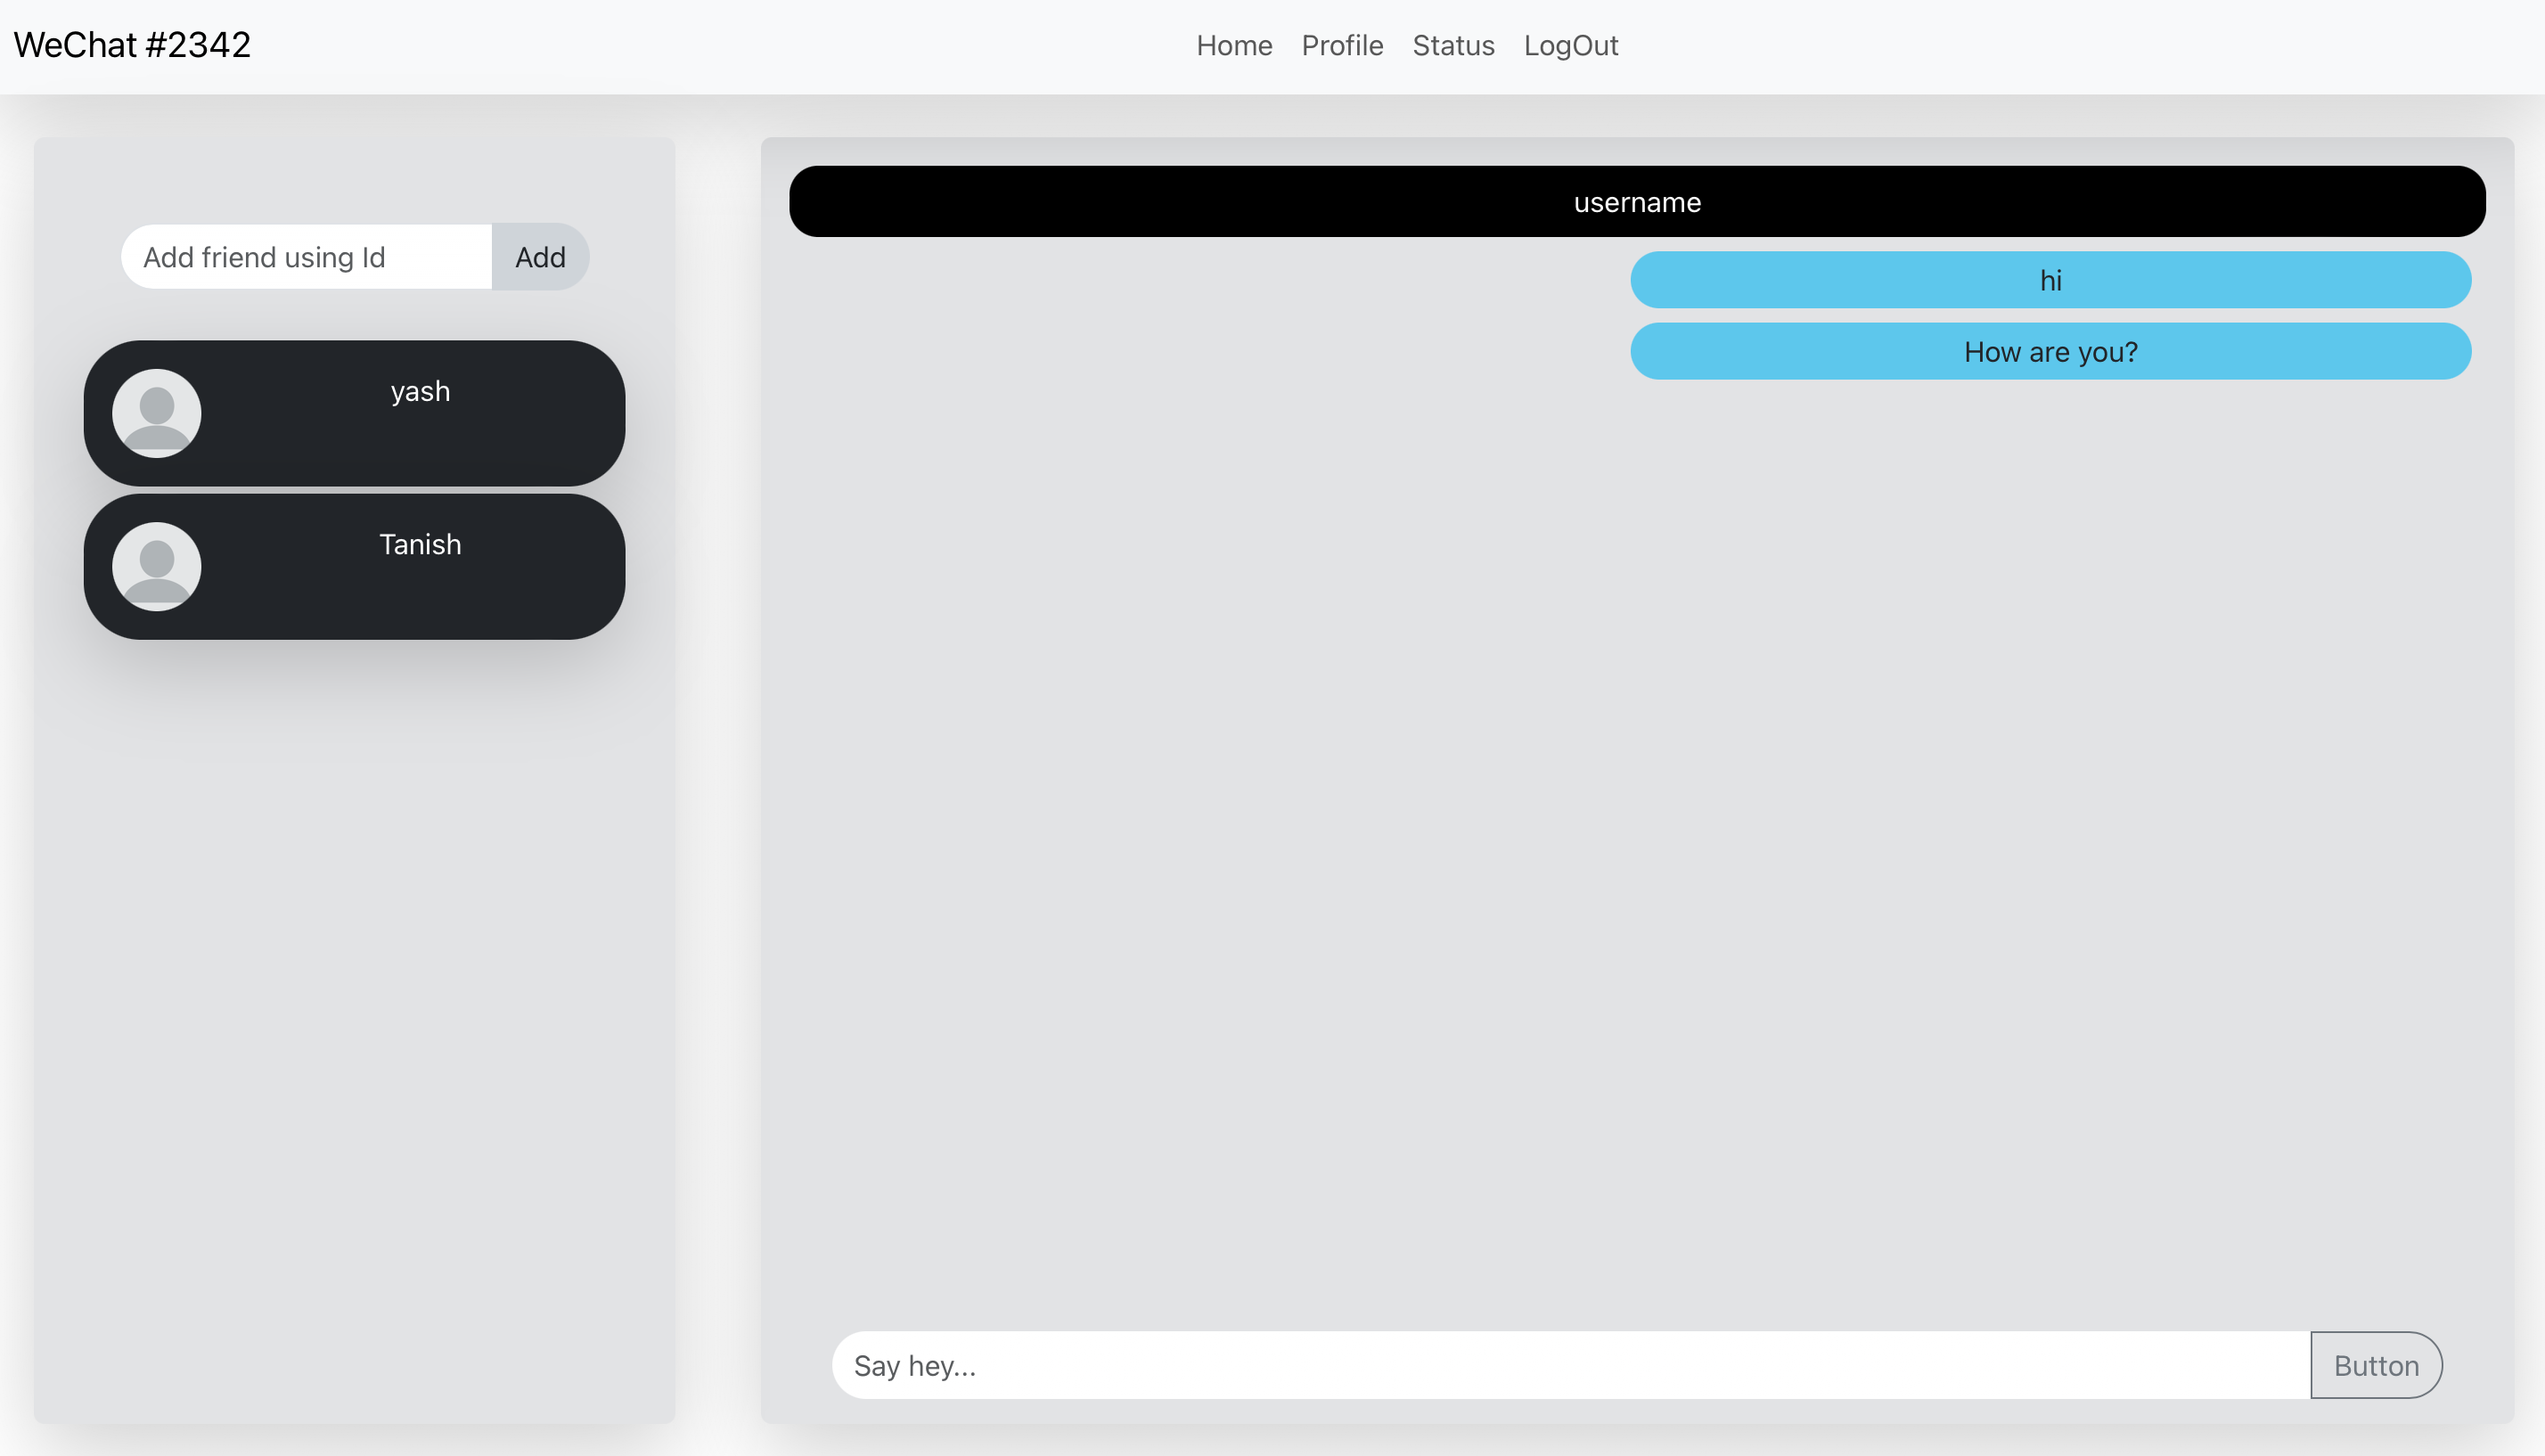 WeChat #2342
Home Profile Status LogOut
Add friend using Id Add
yash
Tanish
username
hi
How are you?
Say hey... Button